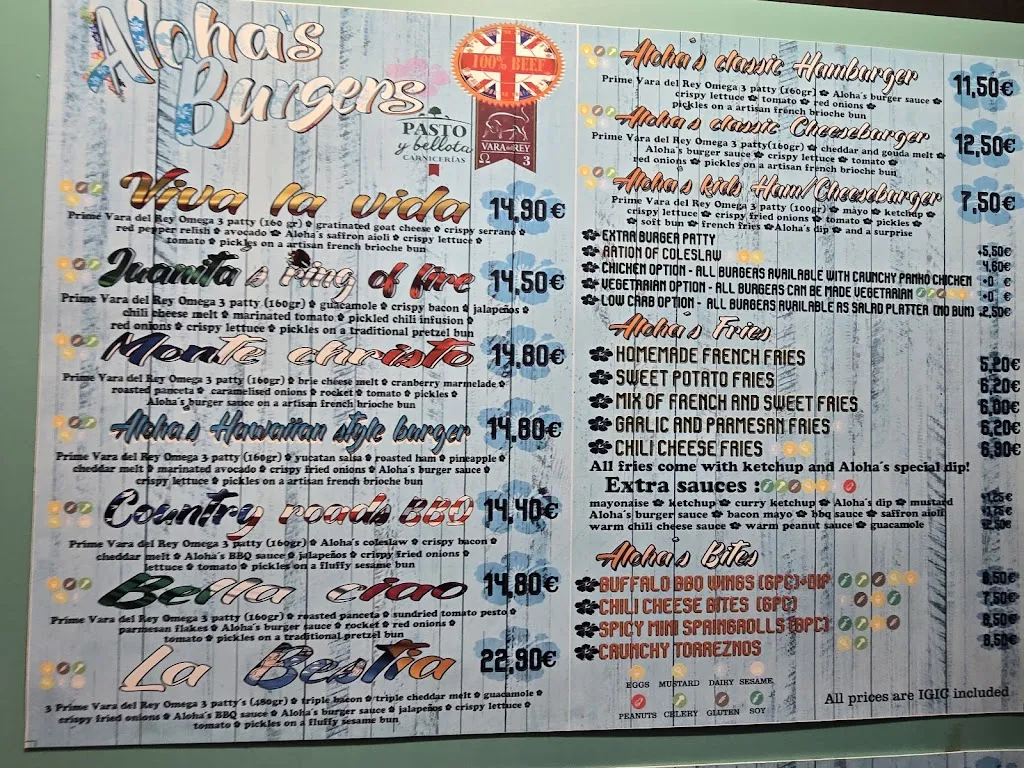 Aloha's
Burgers
100% BEEF
PASTO
y bellota
CARNICERÍAS
VARA del REY
Ω 3
Viva la vida 14,90€
Prime Vara del Rey Omega 3 patty (160 gr) gratinated goat cheese crispy serrano
red pepper relish avocado Aloha's saffron aioli crispy lettuce
tomato pickles on a artisan french brioche bun
Juanita's Ring of fire 14,50€
Prime Vara del Rey Omega 3 patty (160gr) guacamole crispy bacon jalapeños
chili cheese melt marinated tomato pickled chili infusion
red onions crispy lettuce pickles on a traditional pretzel bun
Monte christo 14,80€
Prime Vara del Rey Omega 3 patty (160gr) brie cheese melt cranberry marmelade
roasted panceta caramelised onions rocket tomato pickles
Aloha's burger sauce on a artisan french brioche bun
Aloha's Hawaiian style burger 14,80€
Prime Vara del Rey Omega 3 patty (160gr) yucatan salsa roasted ham pineapple
cheddar melt marinated avocado crispy fried onions Aloha's burger sauce
crispy lettuce pickles on a artisan french brioche bun
Country roads BBQ 14,40€
Prime Vara del Rey Omega 3 patty (160gr) Aloha's coleslaw crispy bacon
cheddar melt Aloha's BBQ sauce jalapeños crispy fried onions
lettuce tomato pickles on a fluffy sesame bun
Bella ciao 14,80€
Prime Vara del Rey Omega 3 patty (160gr) roasted panceta sundried tomato pesto
parmesan flakes Aloha's burger sauce rocket red onions
tomato pickles on a traditional pretzel bun
La Bestia 22,90€
3 Prime Vara del Rey Omega 3 patty's (480gr) triple bacon triple cheddar melt guacamole
crispy fried onions Aloha's BBQ sauce Aloha's burger sauce jalapeños crispy lettuce
tomato pickles on a fluffy sesame bun
Aloha's classic Hamburger 11,50€
Prime Vara del Rey Omega 3 patty (160gr) Aloha's burger sauce
crispy lettuce tomato red onions
pickles on a artisan french brioche bun
Aloha's classic Cheeseburger 12,50€
Prime Vara del Rey Omega 3 patty(160gr) cheddar and gouda melt
Aloha's burger sauce crispy lettuce tomato
red onions pickles on a artisan french brioche bun
Aloha's kids Ham/Cheeseburger 7,50€
Prime Vara del Rey Omega 3 patty (100gr) mayo ketchup
crispy lettuce crispy fried onions tomato pickles
soft bun french fries Aloha's dip and a surprise
EXTRA BURGER PATTY +5,50€
RATION OF COLESLAW 4,60€
CHICKEN OPTION - ALL BURGERS AVAILABLE WITH CRUNCHY PANKO CHICKEN +0 €
VEGETARIAN OPTION - ALL BURGERS CAN BE MADE VEGETARIAN +0 €
LOW CARB OPTION - ALL BURGERS AVAILABLE AS SALAD PLATTER (NO BUN) +2,50€
Aloha's Fries
HOMEMADE FRENCH FRIES 5,20€
SWEET POTATO FRIES 6,20€
MIX OF FRENCH AND SWEET FRIES 6,00€
GARLIC AND PARMESAN FRIES 6,20€
CHILI CHEESE FRIES 6,90€
All fries come with ketchup and Aloha's special dip!
Extra sauces :
mayonaise ketchup curry ketchup Aloha's dip mustard +1,25€
Aloha's burger sauce bacon mayo bbq sauce saffron aioli
warm chili cheese sauce warm peanut sauce guacamole +2,50€
Aloha's Bites
BUFFALO BBQ WINGS (6PC)+DIP 8,50€
CHILI CHEESE BITES (6PC) 7,50€
SPICY MINI SPRINGROLLS (8PC) 8,50€
CRUNCHY TORREZNOS 8,50€
EGGS MUSTARD DAIRY SESAME
PEANUTS CELERY GLUTEN SOY
All prices are IGIC included